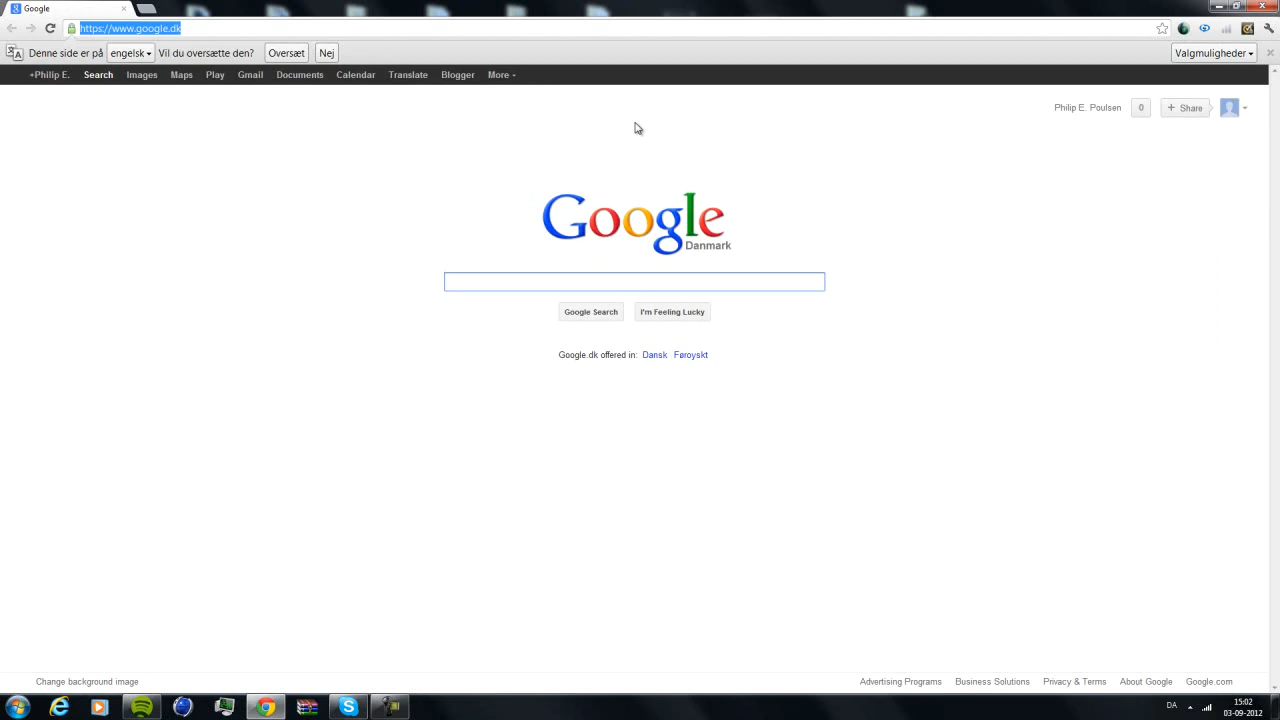 Google
https://www.google.dk
Denne side er på engelsk Vil du oversætte den? Oversæt Nej Valgmuligheder
+Philip E. Search Images Maps Play Gmail Documents Calendar Translate Blogger More
Philip E. Poulsen 0 + Share
Google
Danmark
Google Search I'm Feeling Lucky
Google.dk offered in: Dansk Føroyskt
Change background image Advertising Programs Business Solutions Privacy & Terms About Google Google.com
DA 15:02
03-09-2012